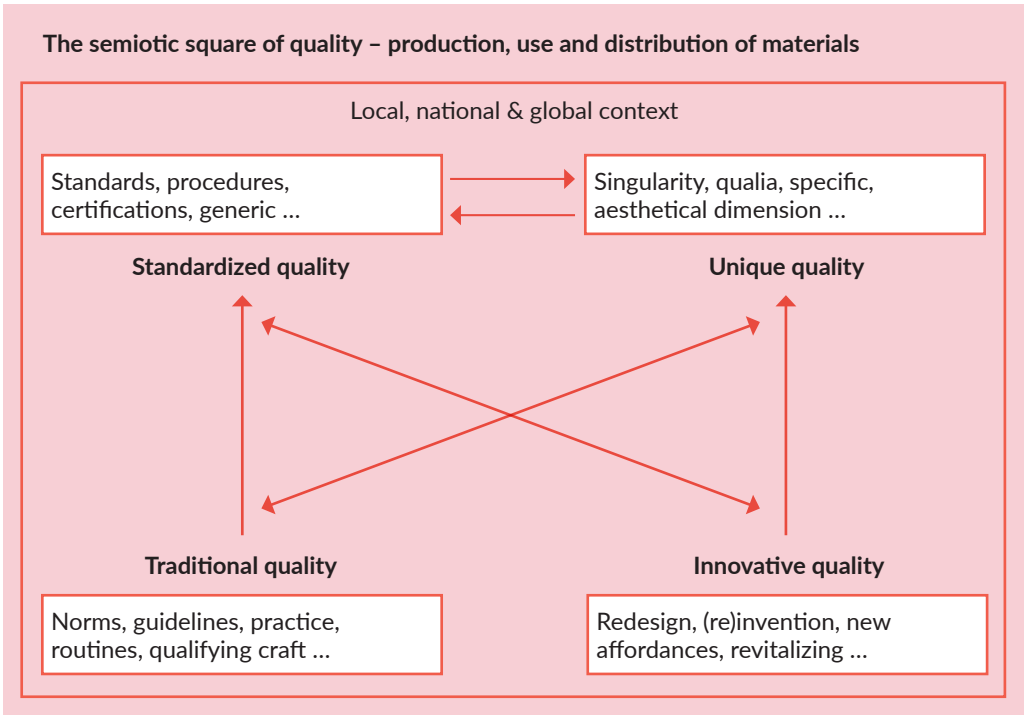 The semiotic square of quality – production, use and distribution of materials
Local, national & global context
Standards, procedures,
certifications, generic ...
Singularity, qualia, specific,
aesthetical dimension ...
Standardized quality
Unique quality
Traditional quality
Innovative quality
Norms, guidelines, practice,
routines, qualifying craft ...
Redesign, (re)invention, new
affordances, revitalizing ...